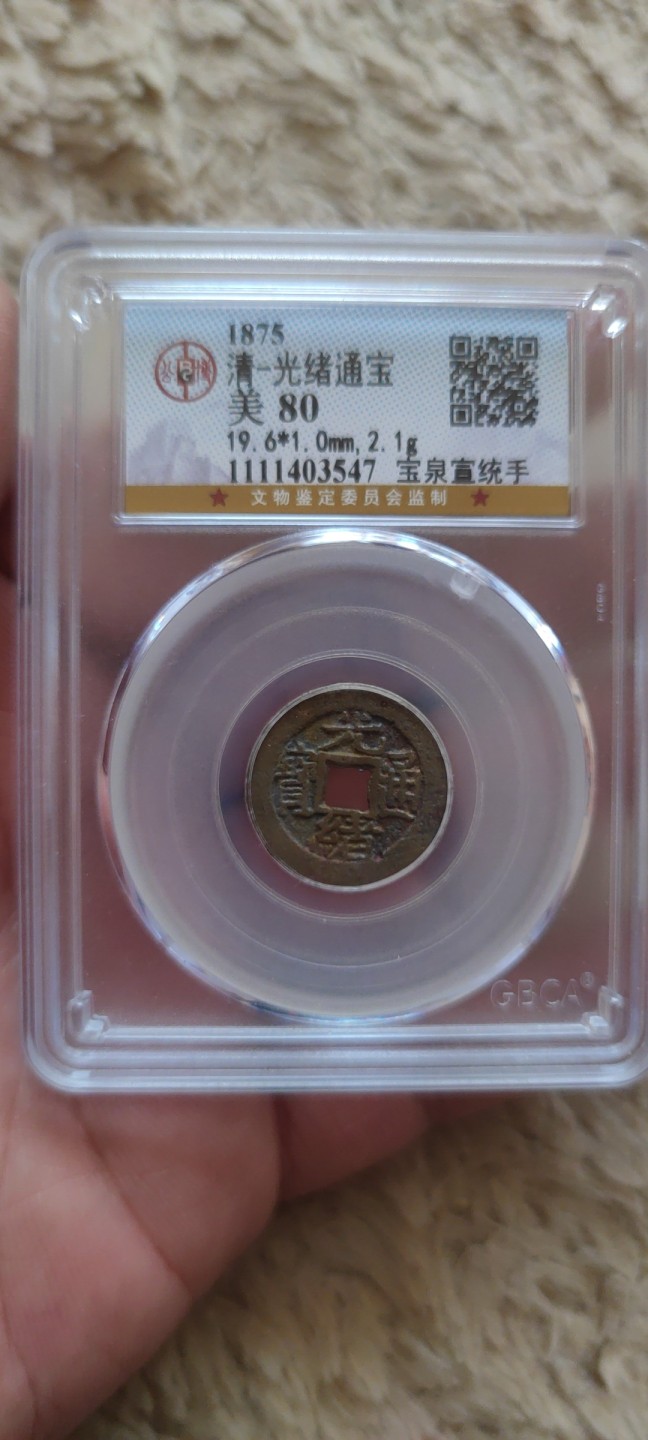 1875
清-光绪通宝
美 80
19.6*1.0mm, 2.1g
1111403547 宝泉宣统手
★ 文物鉴定委员会监制 ★
光
寶 通
緒
GBCA®